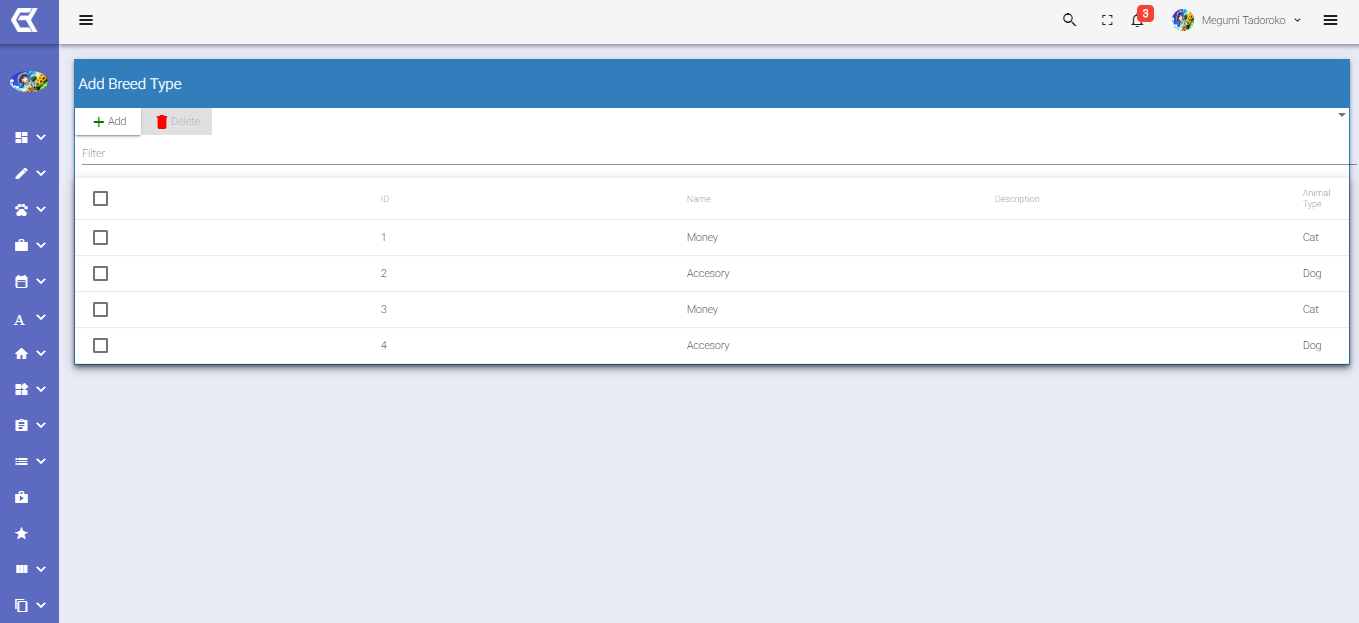 3
Megumi Tadoroko
Add Breed Type
Add Delete
Filter
ID Name Description Animal Type
1 Money Cat
2 Accesory Dog
3 Money Cat
4 Accesory Dog